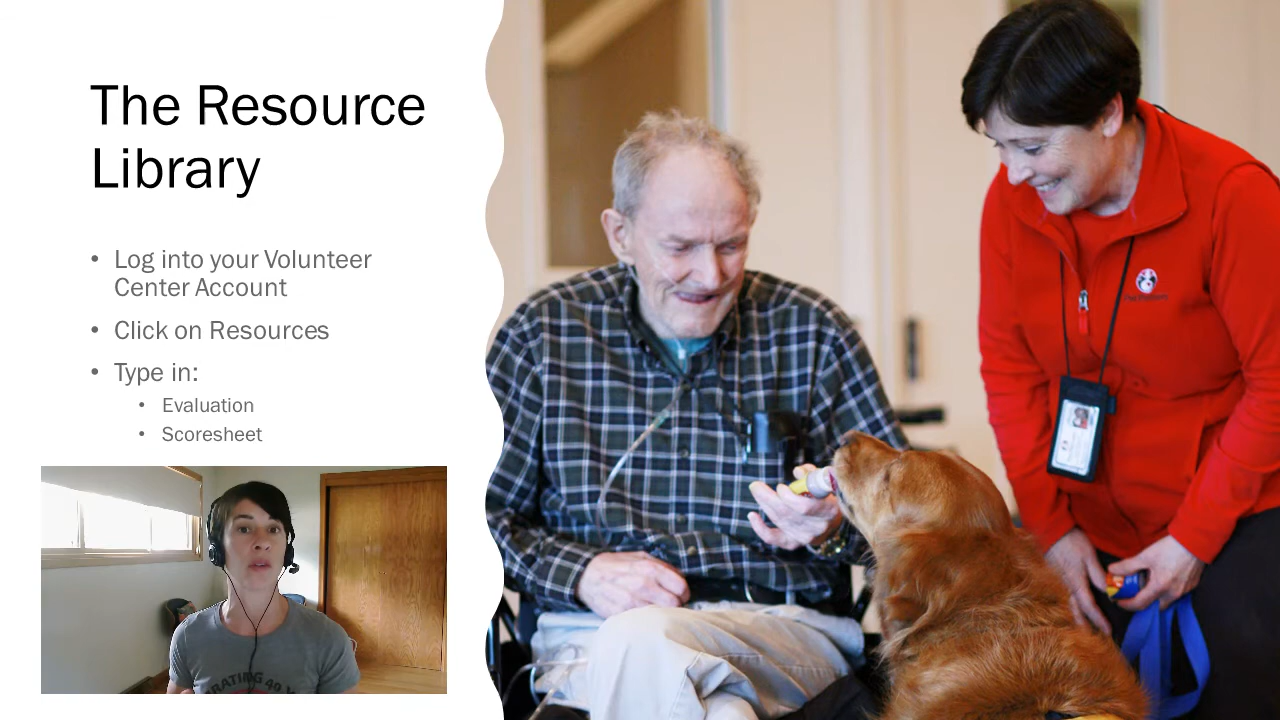 The Resource
Library
• Log into your Volunteer
Center Account
• Click on Resources
• Type in:
• Evaluation
• Scoresheet